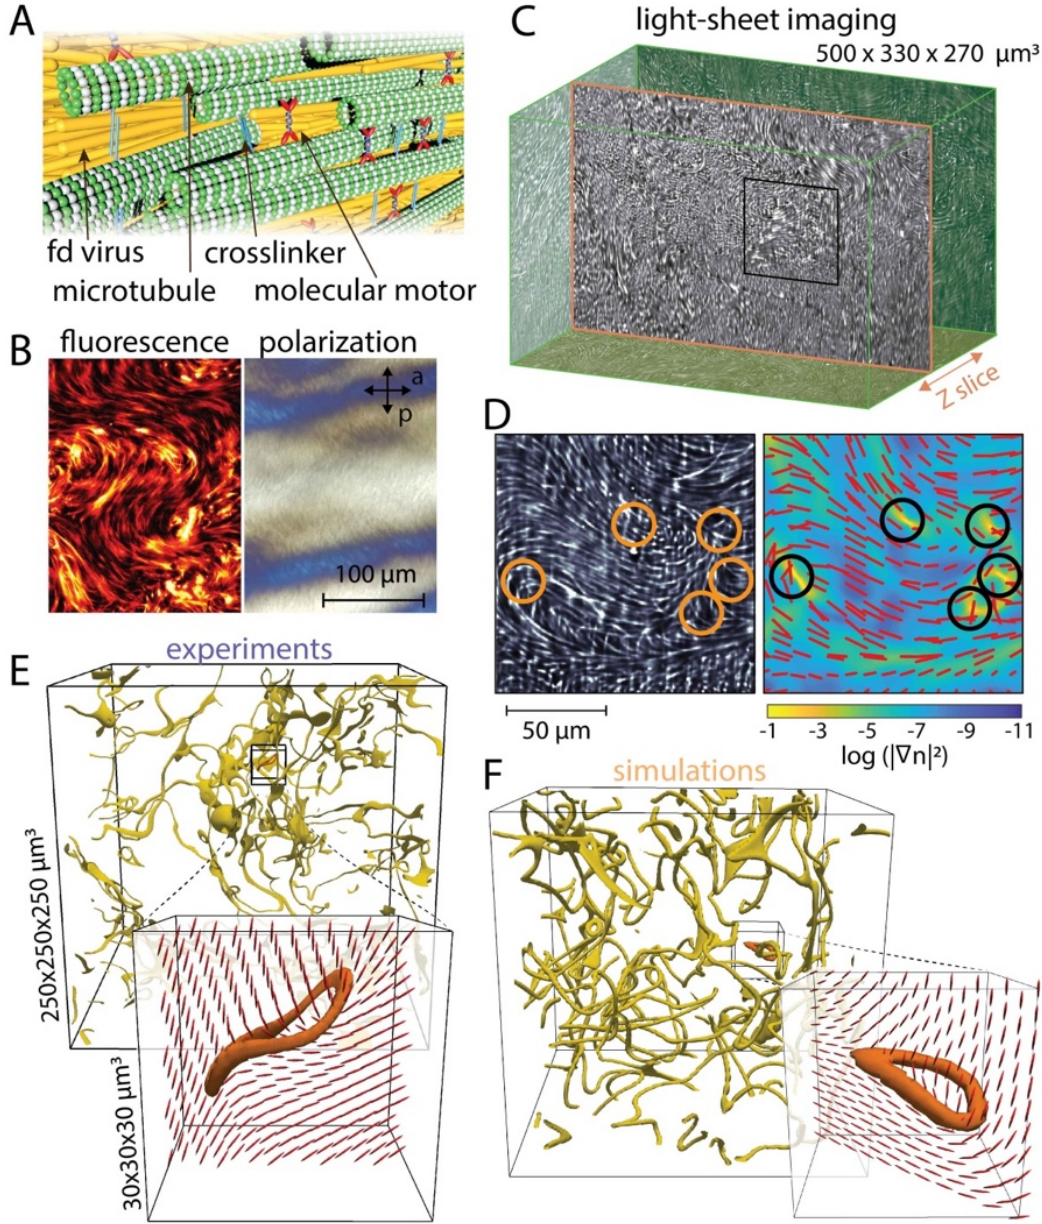 A
fd virus
crosslinker
microtubule
molecular motor
C
light-sheet imaging
500 x 330 x 270 µm³
Z slice
B
fluorescence
polarization
a
p
100 µm
D
50 µm
-1
-3
-5
-7
-9
-11
log (|∇n|²)
E
experiments
250x250x250 µm³
30x30x30 µm³
F
simulations